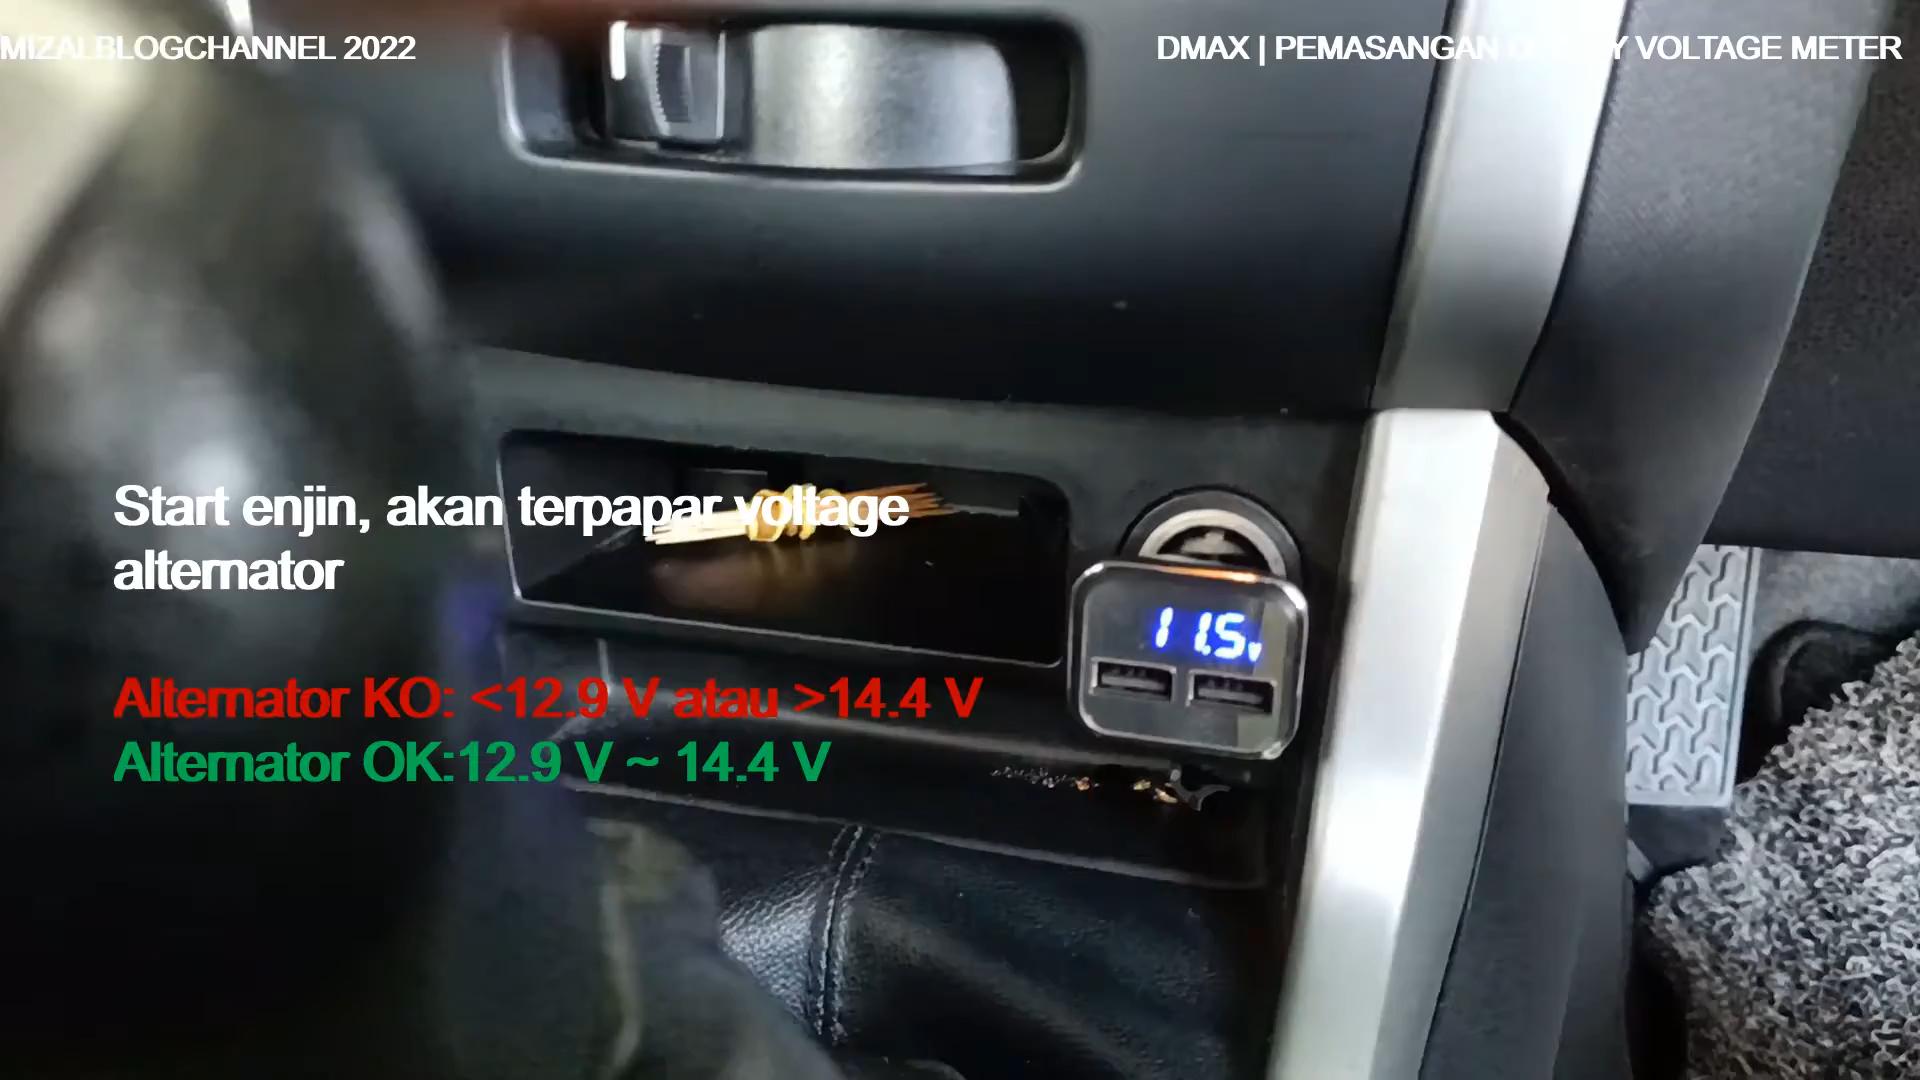 MIZALBLOGCHANNEL 2022
DMAX | PEMASANGAN VOLTAGE METER
Start enjin, akan terpapar voltage
alternator
11.5v
Alternator KO: <12.9 V atau >14.4 V
Alternator OK:12.9 V ~ 14.4 V